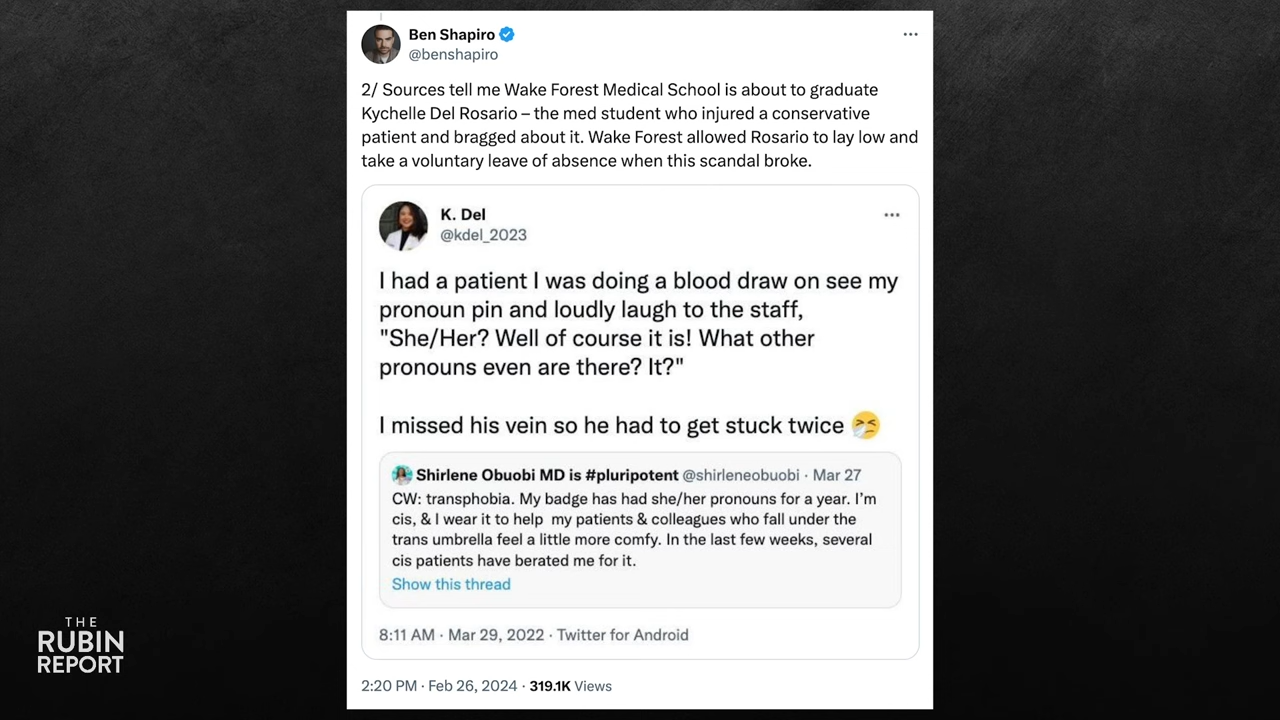 Ben Shapiro
@benshapiro
2/ Sources tell me Wake Forest Medical School is about to graduate
Kychelle Del Rosario – the med student who injured a conservative
patient and bragged about it. Wake Forest allowed Rosario to lay low and
take a voluntary leave of absence when this scandal broke.
K. Del
@kdel_2023
I had a patient I was doing a blood draw on see my
pronoun pin and loudly laugh to the staff,
"She/Her? Well of course it is! What other
pronouns even are there? It?"
I missed his vein so he had to get stuck twice 🤧
Shirlene Obuobi MD is #pluripotent @shirleneobuobi · Mar 27
CW: transphobia. My badge has had she/her pronouns for a year. I’m
cis, & I wear it to help my patients & colleagues who fall under the
trans umbrella feel a little more comfy. In the last few weeks, several
cis patients have berated me for it.
Show this thread
8:11 AM · Mar 29, 2022 · Twitter for Android
2:20 PM · Feb 26, 2024 · 319.1K Views
THE
RUBIN
REPORT